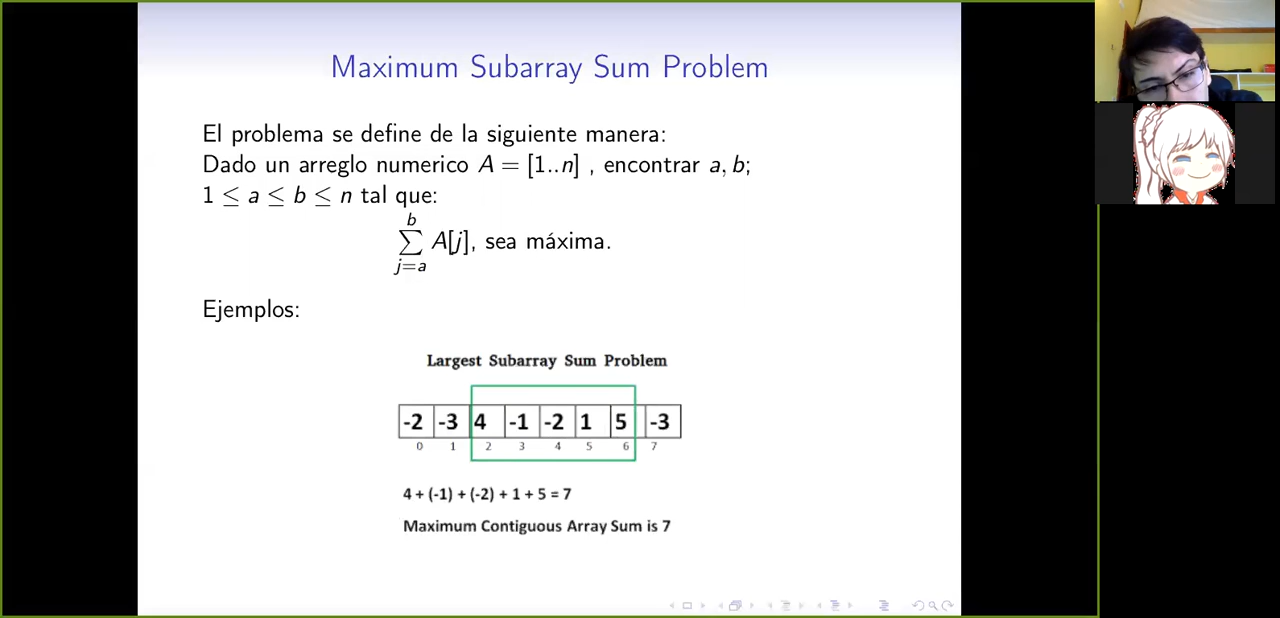 Maximum Subarray Sum Problem
El problema se define de la siguiente manera:
Dado un arreglo numerico A = [1..n] , encontrar a, b;
1 ≤ a ≤ b ≤ n tal que:
b
∑ A[j], sea máxima.
j=a
Ejemplos:
Largest Subarray Sum Problem
-2 -3 4 -1 -2 1 5 -3
0 1 2 3 4 5 6 7
4 + (-1) + (-2) + 1 + 5 = 7
Maximum Contiguous Array Sum is 7